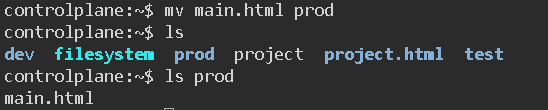 controlplane:~$ mv main.html prod
controlplane:~$ ls
dev filesystem prod project project.html test
controlplane:~$ ls prod
main.html